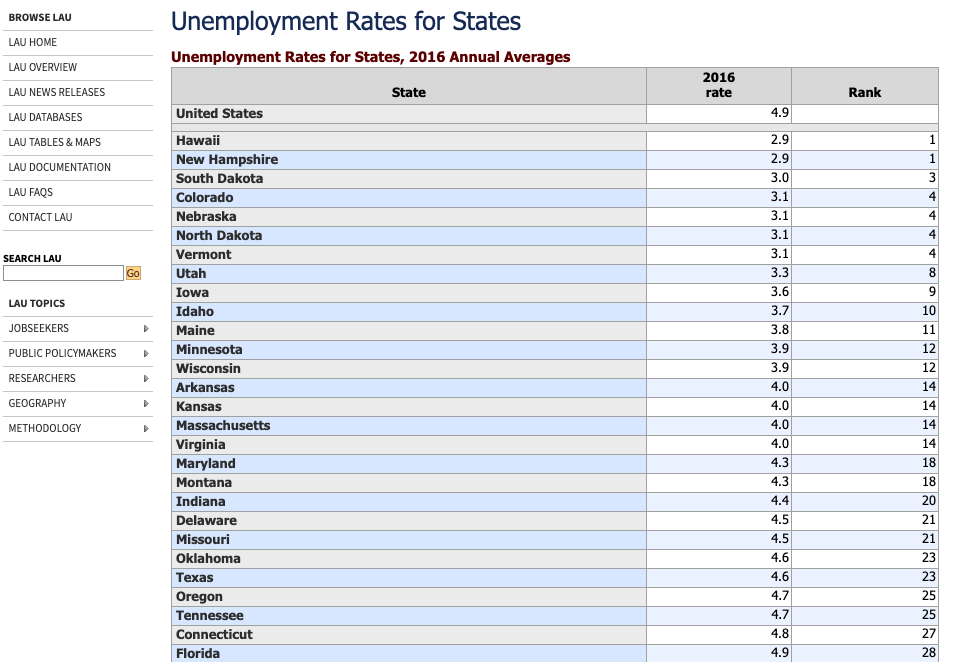 BROWSE LAU
LAU HOME
LAU OVERVIEW
LAU NEWS RELEASES
LAU DATABASES
LAU TABLES & MAPS
LAU DOCUMENTATION
LAU FAQS
CONTACT LAU
SEARCH LAU
Go
LAU TOPICS
JOBSEEKERS
PUBLIC POLICYMAKERS
RESEARCHERS
GEOGRAPHY
METHODOLOGY
Unemployment Rates for States
Unemployment Rates for States, 2016 Annual Averages
State 2016 rate Rank
United States 4.9
Hawaii 2.9 1
New Hampshire 2.9 1
South Dakota 3.0 3
Colorado 3.1 4
Nebraska 3.1 4
North Dakota 3.1 4
Vermont 3.1 4
Utah 3.3 8
Iowa 3.6 9
Idaho 3.7 10
Maine 3.8 11
Minnesota 3.9 12
Wisconsin 3.9 12
Arkansas 4.0 14
Kansas 4.0 14
Massachusetts 4.0 14
Virginia 4.0 14
Maryland 4.3 18
Montana 4.3 18
Indiana 4.4 20
Delaware 4.5 21
Missouri 4.5 21
Oklahoma 4.6 23
Texas 4.6 23
Oregon 4.7 25
Tennessee 4.7 25
Connecticut 4.8 27
Florida 4.9 28